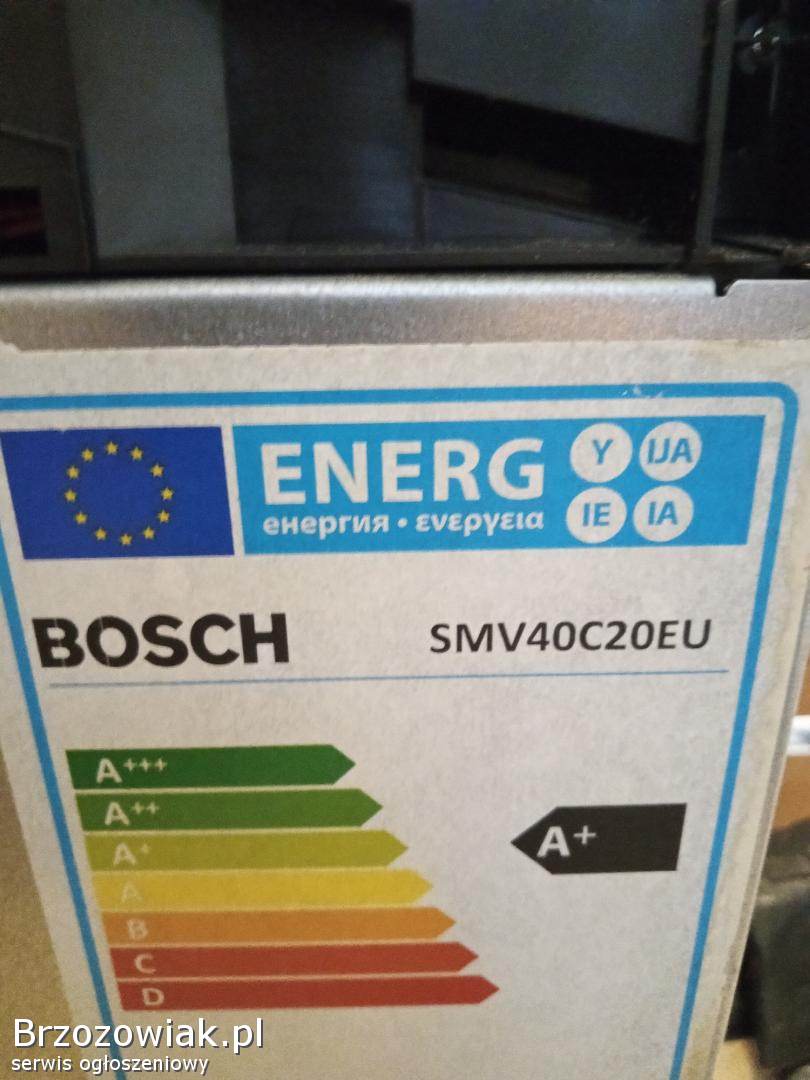 ENERG
енергия • ενεργεια
Y IJA
IE IA
BOSCH SMV40C20EU
A+++
A++
A+
A
B
C
D
A+
Brzozowiak.pl
serwis ogłoszeniowy